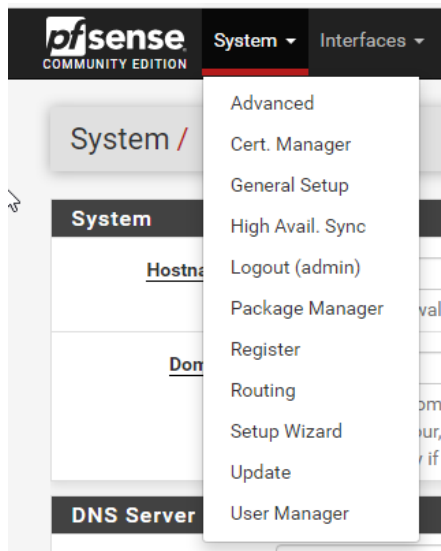 pfsense
COMMUNITY EDITION
System
Interfaces
Advanced
Cert. Manager
General Setup
High Avail. Sync
Logout (admin)
Package Manager
Register
Routing
Setup Wizard
Update
User Manager
System /
System
DNS Server